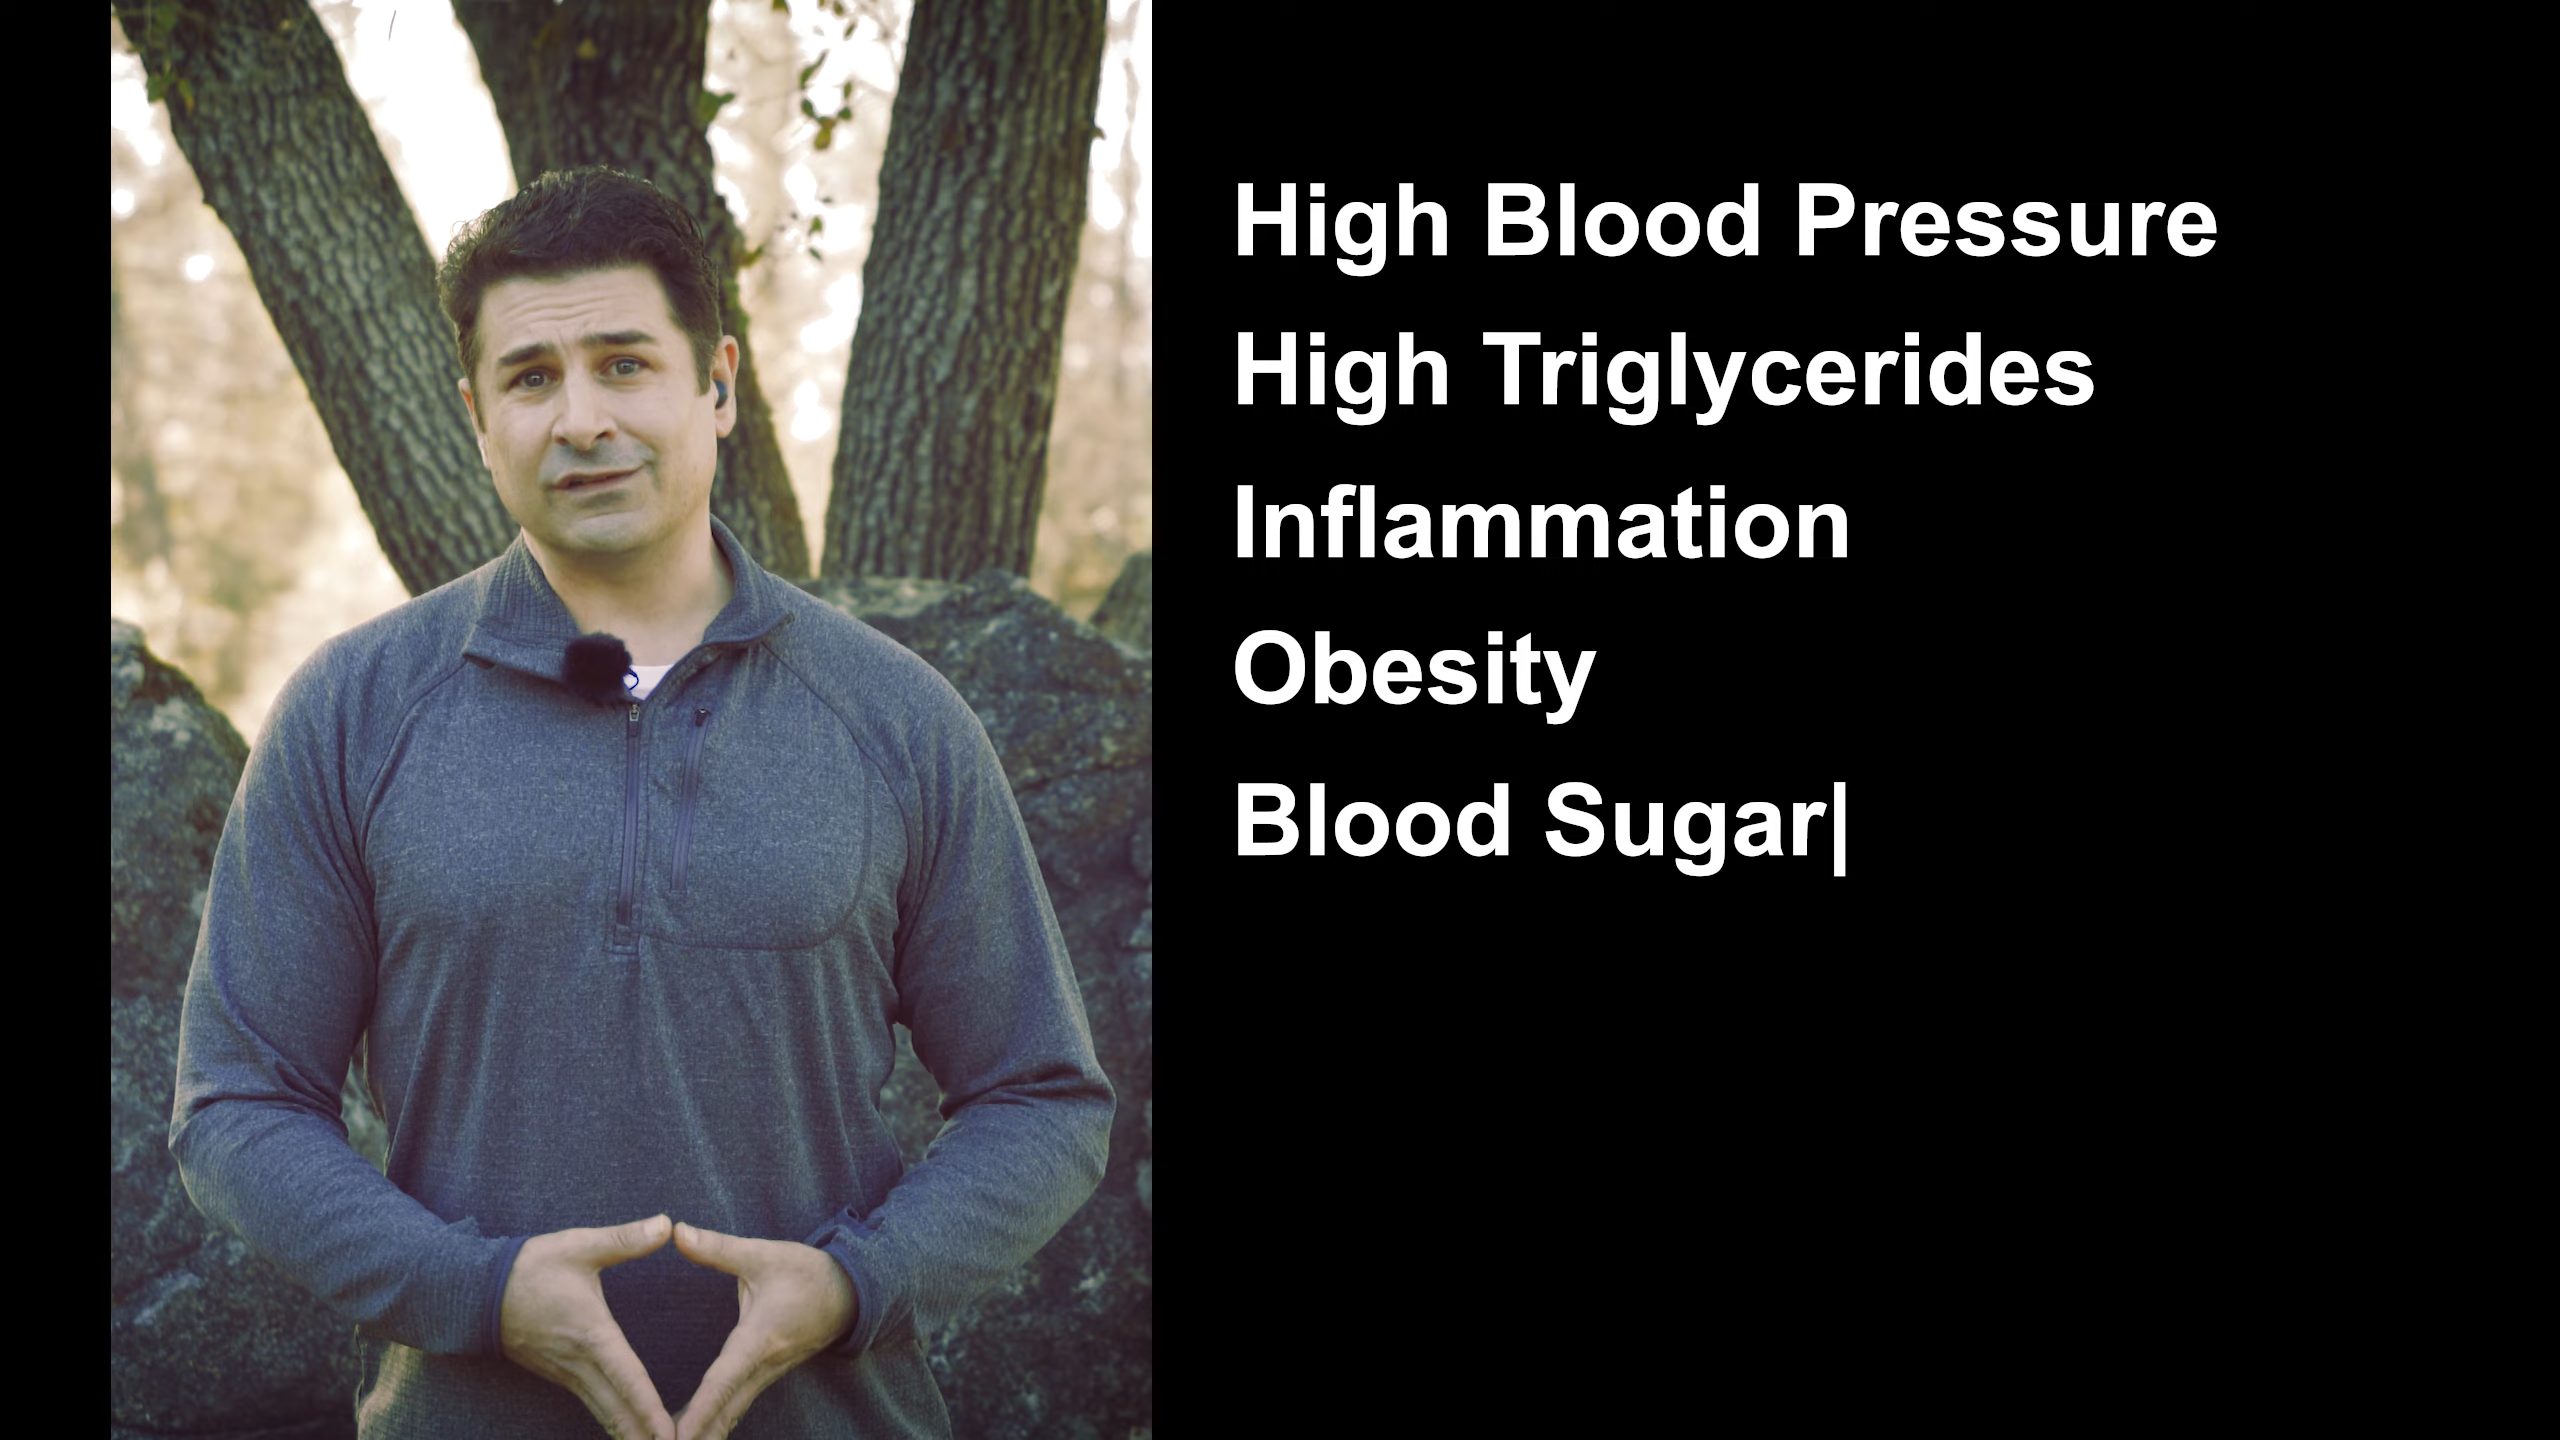 High Blood Pressure
High Triglycerides
Inflammation
Obesity
Blood Sugar|